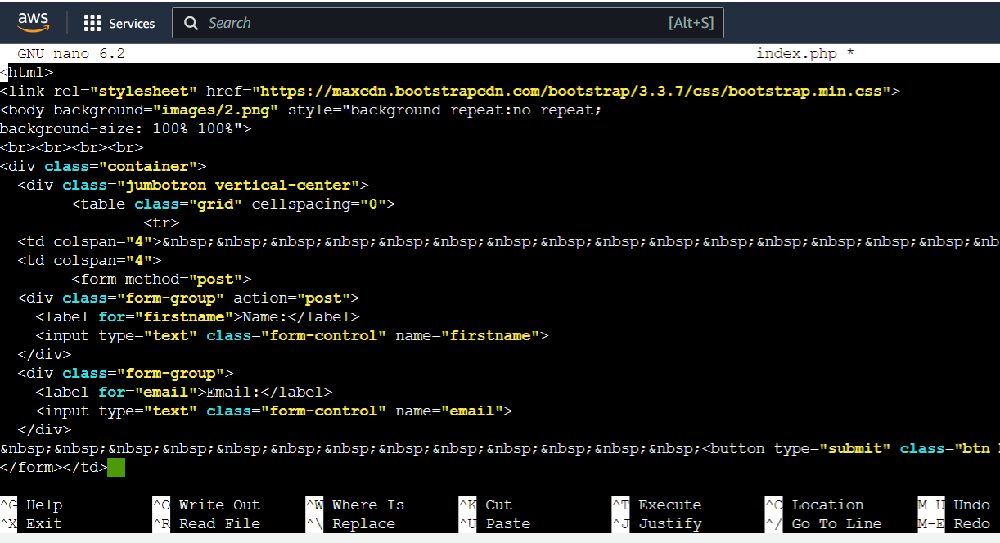 aws Services Search [Alt+S]
GNU nano 6.2 index.php *
<html>
<link rel="stylesheet" href="https://maxcdn.bootstrapcdn.com/bootstrap/3.3.7/css/bootstrap.min.css">
<body background="images/2.png" style="background-repeat:no-repeat;
background-size: 100% 100%">
<br><br><br><br>
<div class="container">
  <div class="jumbotron vertical-center">
        <table class="grid" cellspacing="0">
                <tr>
  <td colspan="4">&nbsp;&nbsp;&nbsp;&nbsp;&nbsp;&nbsp;&nbsp;&nbsp;&nbsp;&nbsp;&nbsp;&nbsp;&nbsp;&nbsp;&nbsp;&nb
  <td colspan="4">
        <form method="post">
  <div class="form-group" action="post">
    <label for="firstname">Name:</label>
    <input type="text" class="form-control" name="firstname">
  </div>
  <div class="form-group">
    <label for="email">Email:</label>
    <input type="text" class="form-control" name="email">
  </div>
&nbsp;&nbsp;&nbsp;&nbsp;&nbsp;&nbsp;&nbsp;&nbsp;&nbsp;&nbsp;&nbsp;&nbsp;&nbsp;<button type="submit" class="btn
</form></td>
^G Help ^O Write Out ^W Where Is ^K Cut ^T Execute ^C Location M-U Undo
^X Exit ^R Read File ^\ Replace ^U Paste ^J Justify ^/ Go To Line M-E Redo